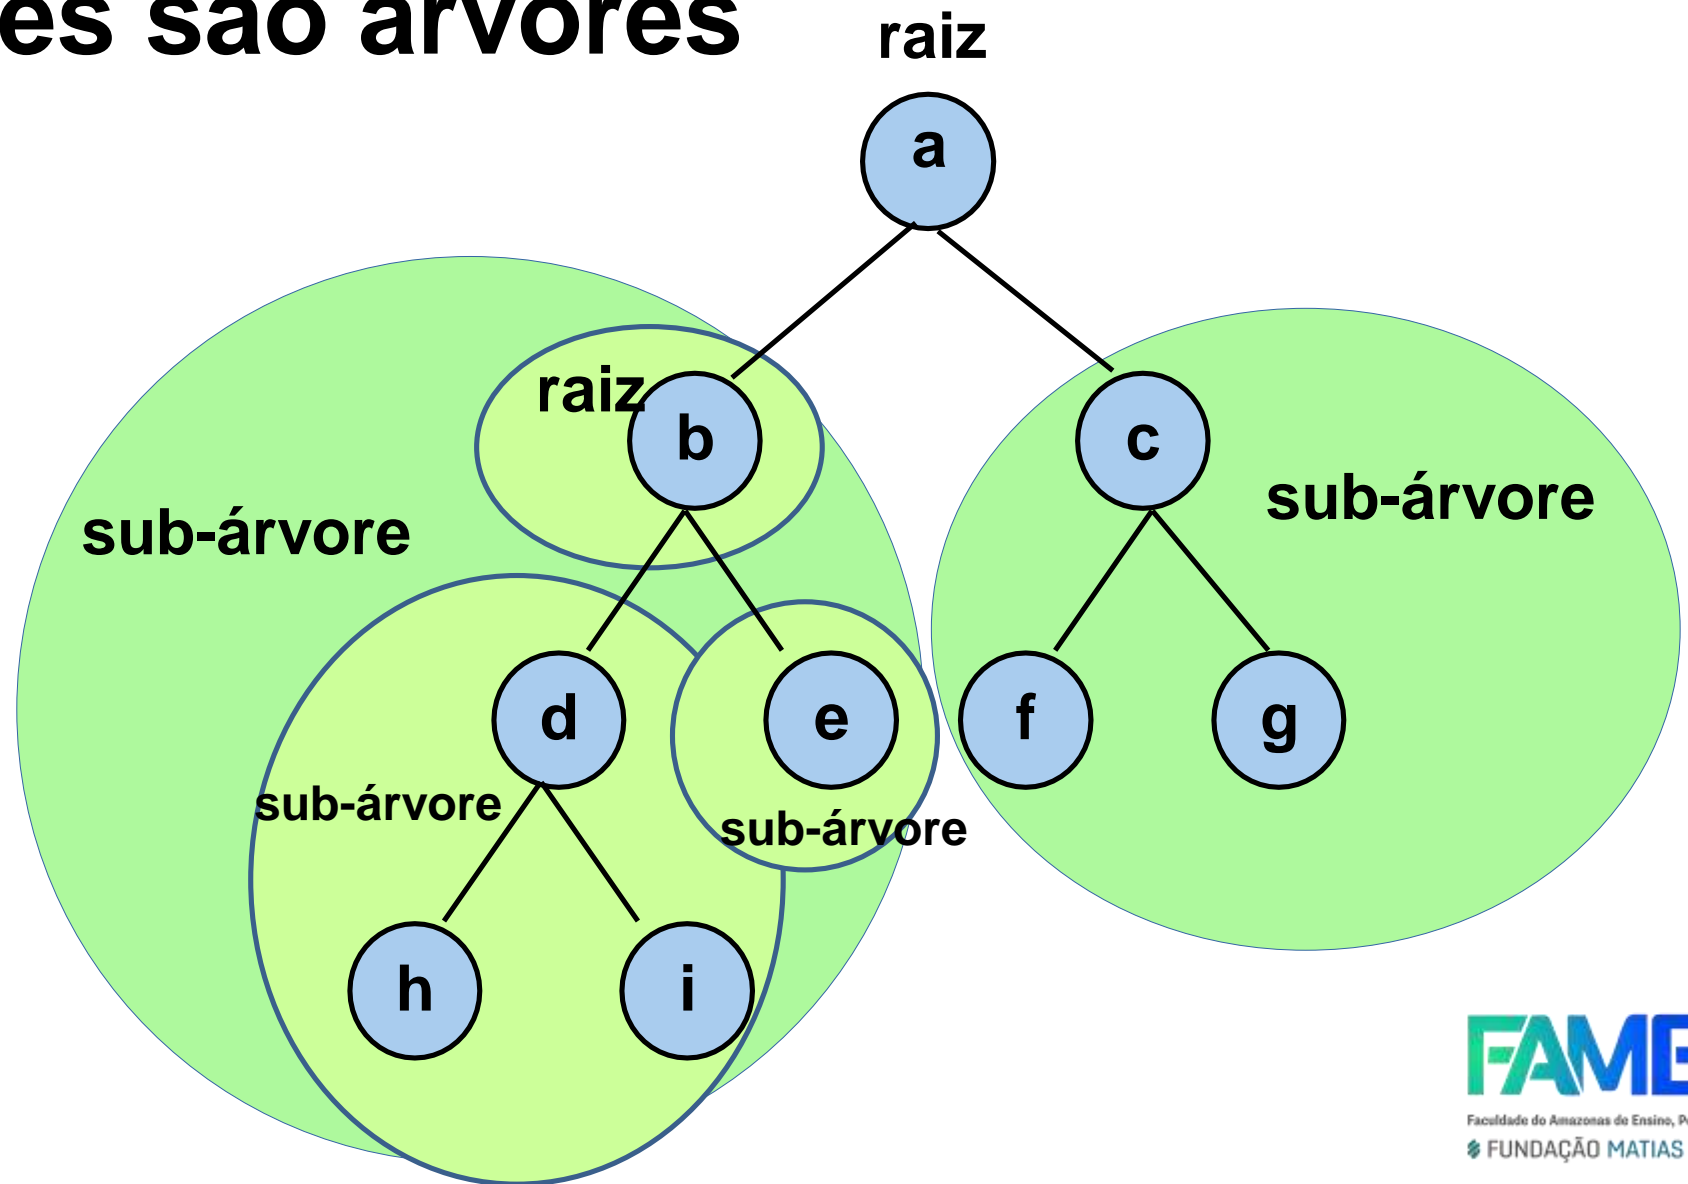 es são árvores
raiz
a
raiz
b
c
sub-árvore
sub-árvore
d
e
f
g
sub-árvore
sub-árvore
h
i
Faculdade do Amazonas de Ensino,
FUNDAÇÃO MATIAS